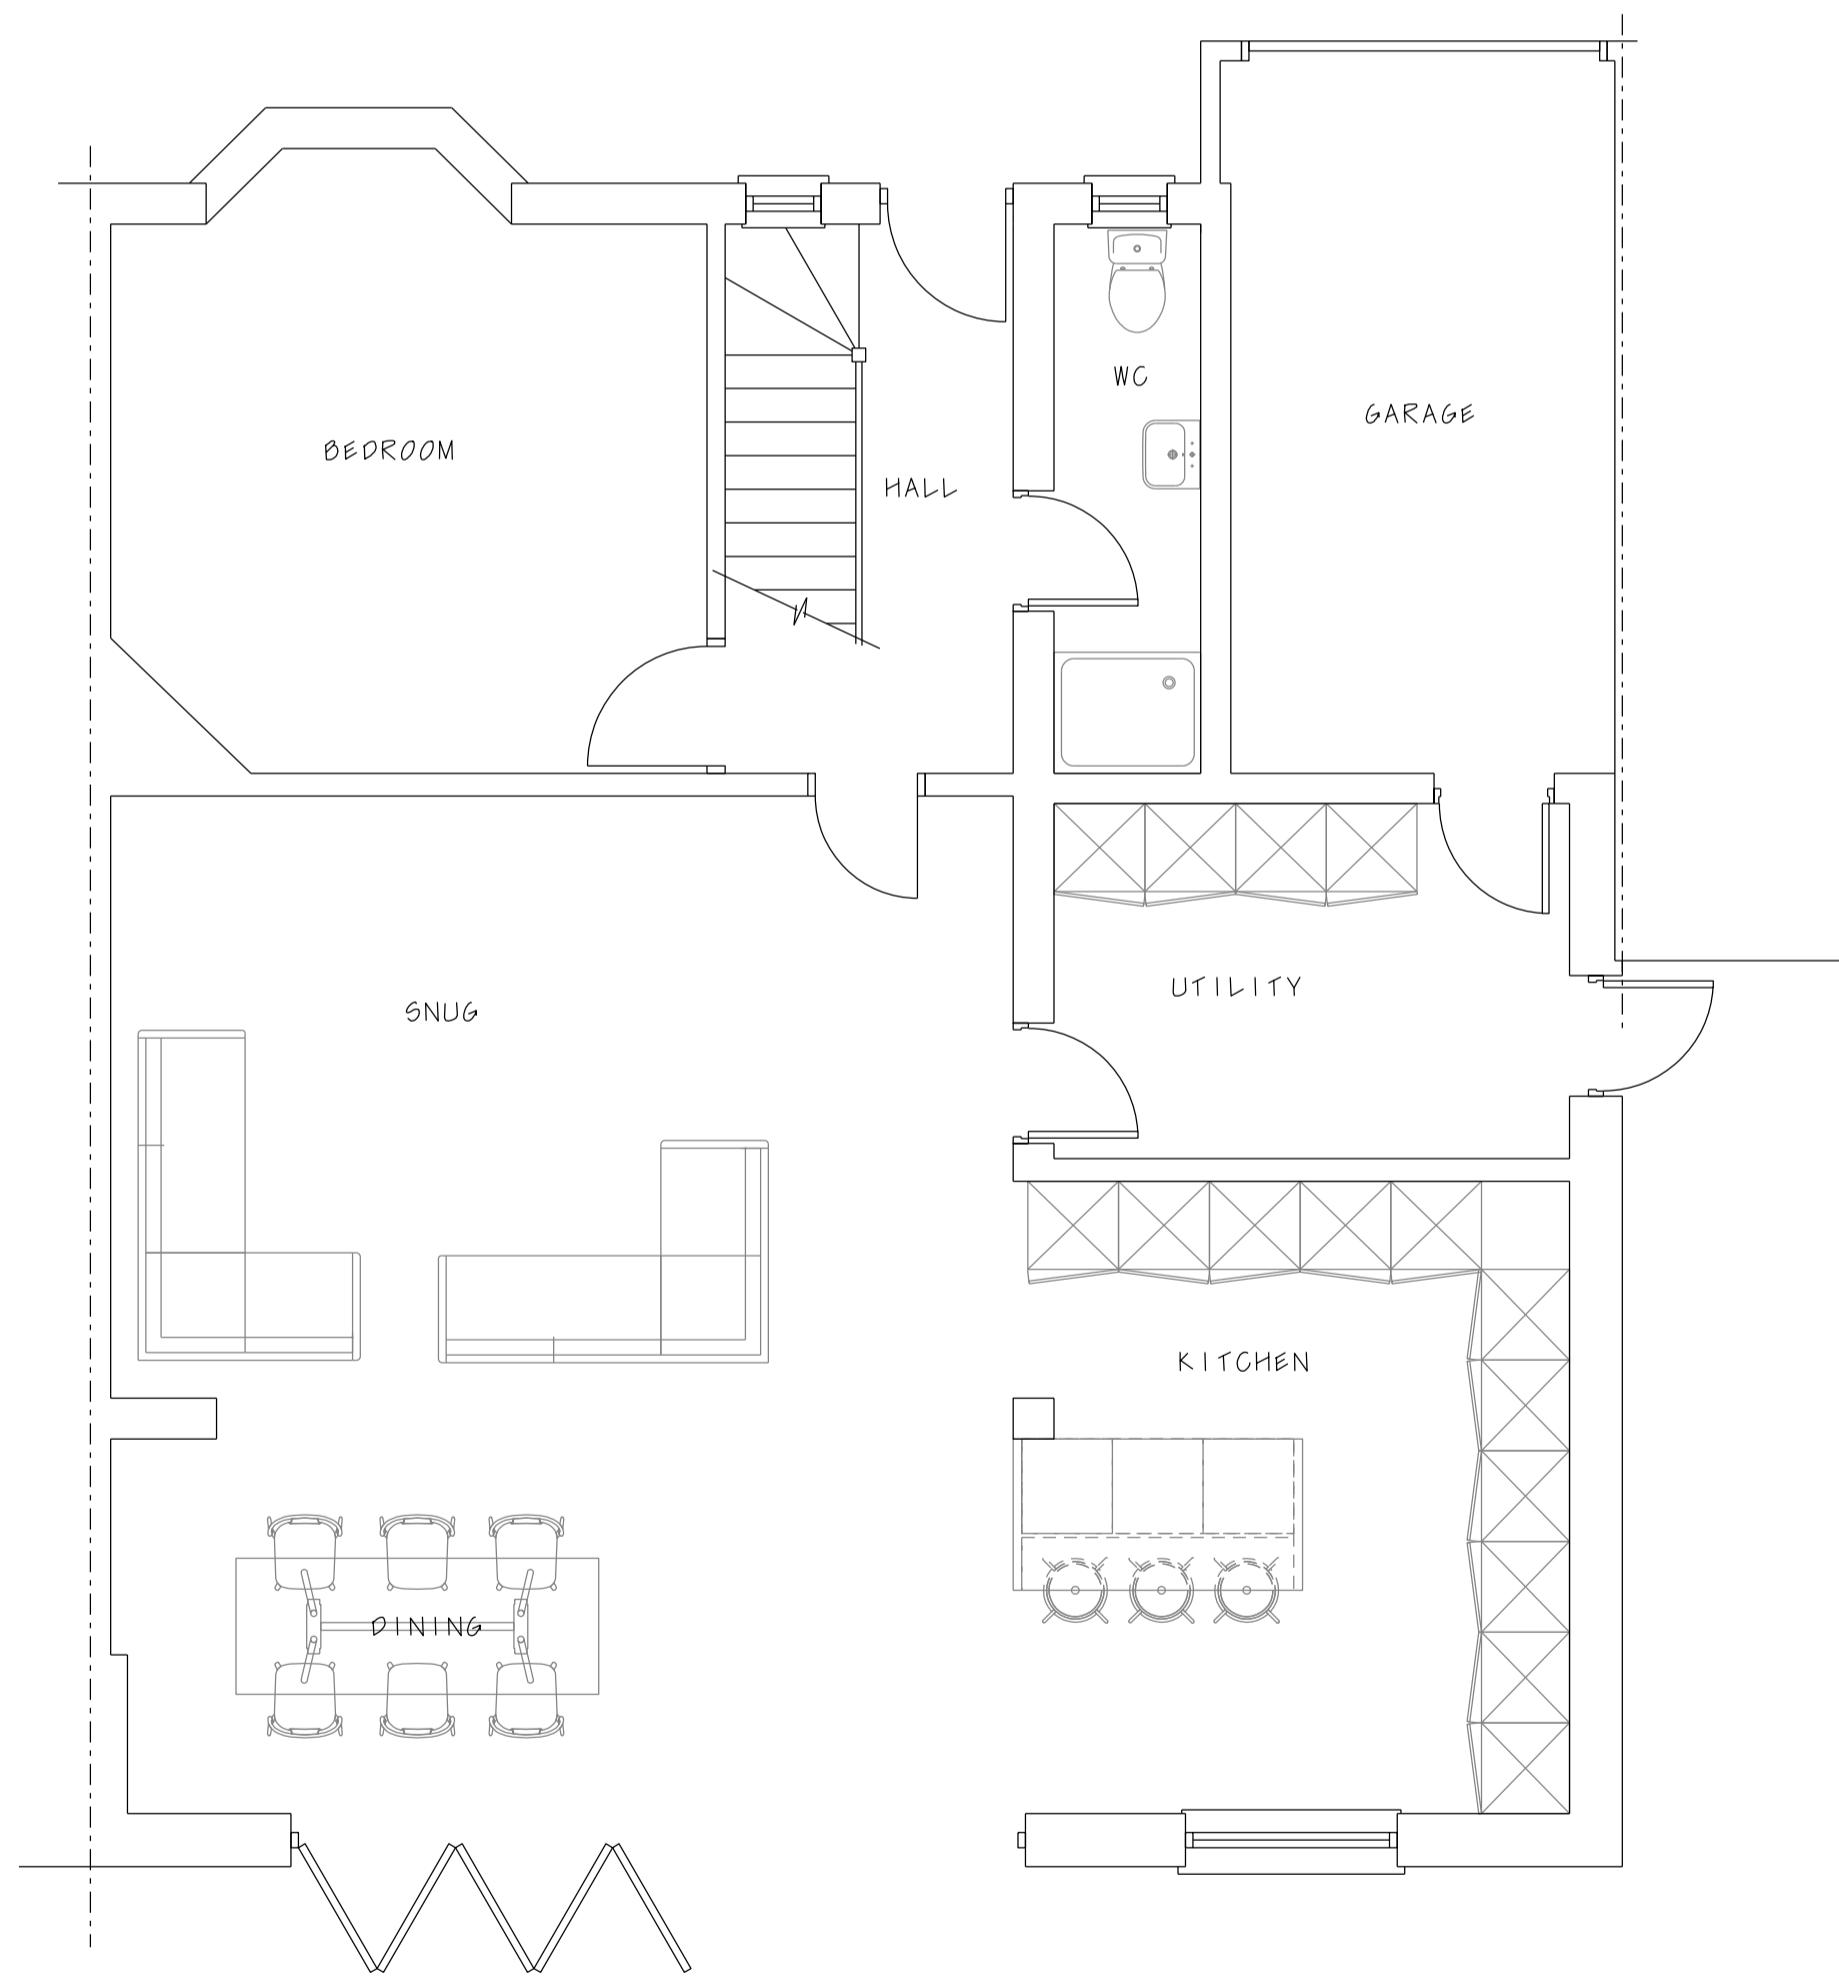 WC
GARAGE
BEDROOM
HALL
UTILITY
SNUG
KITCHEN
DINING